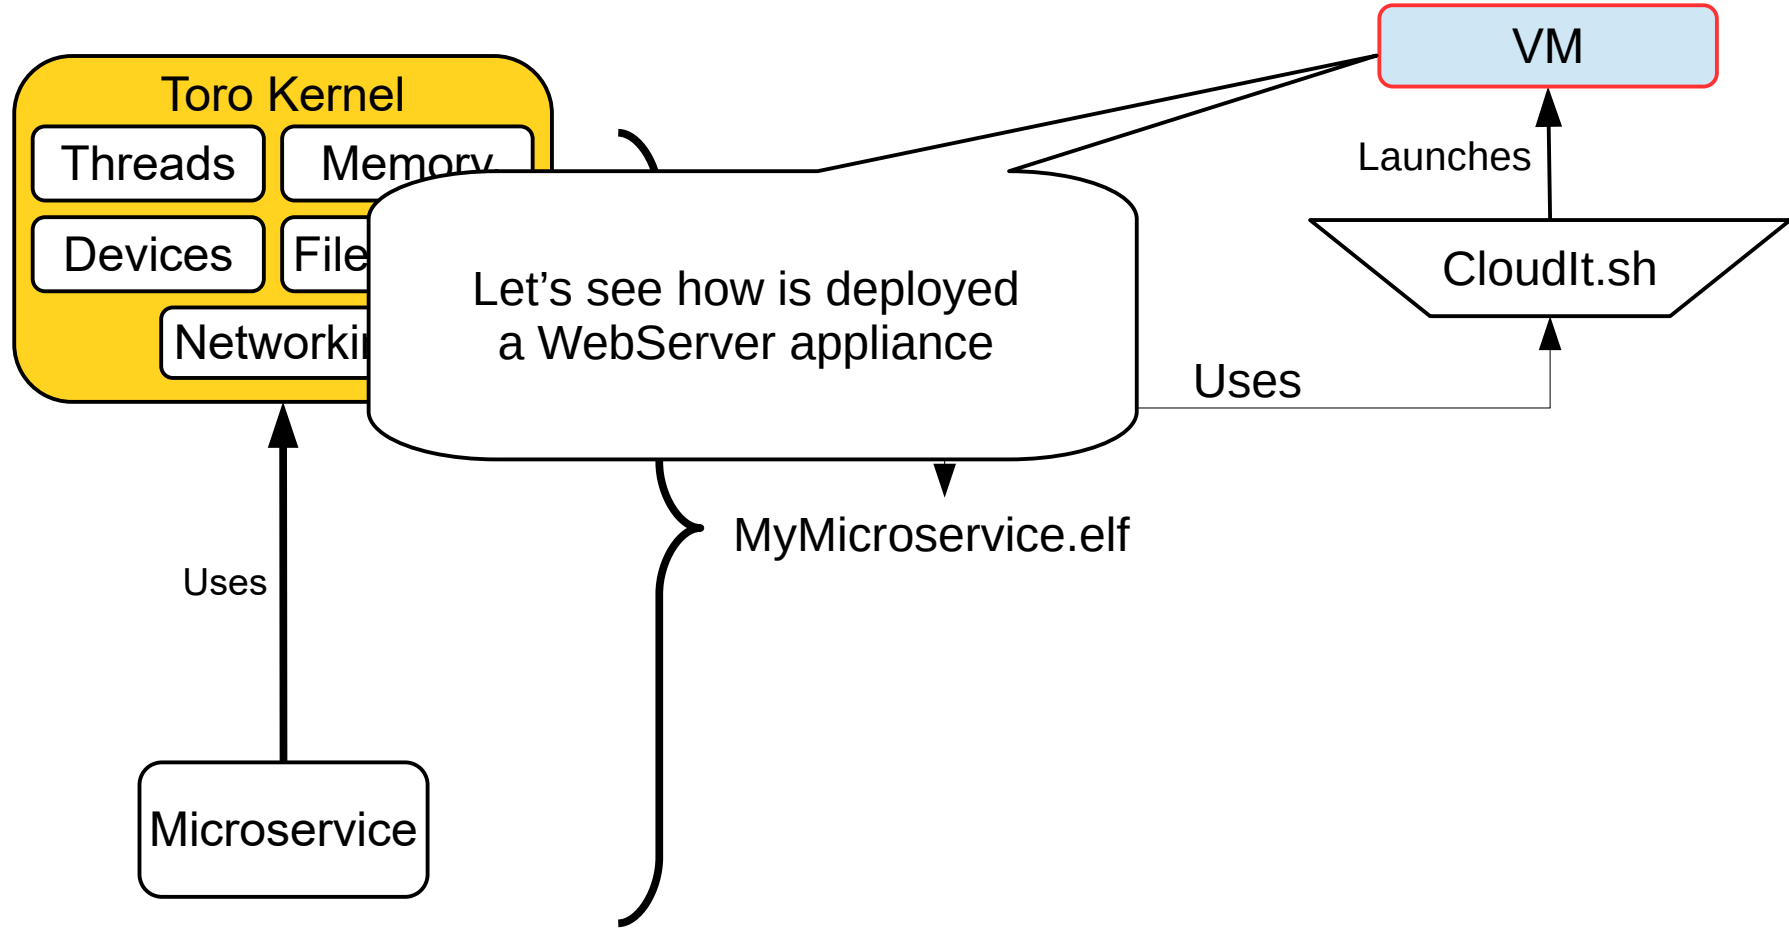 Toro Kernel
Threads
Memory
Devices
File
Let’s see how is deployed
a WebServer appliance
VM
Launches
CloudIt.sh
Uses
MyMicroservice.elf
Uses
Microservice